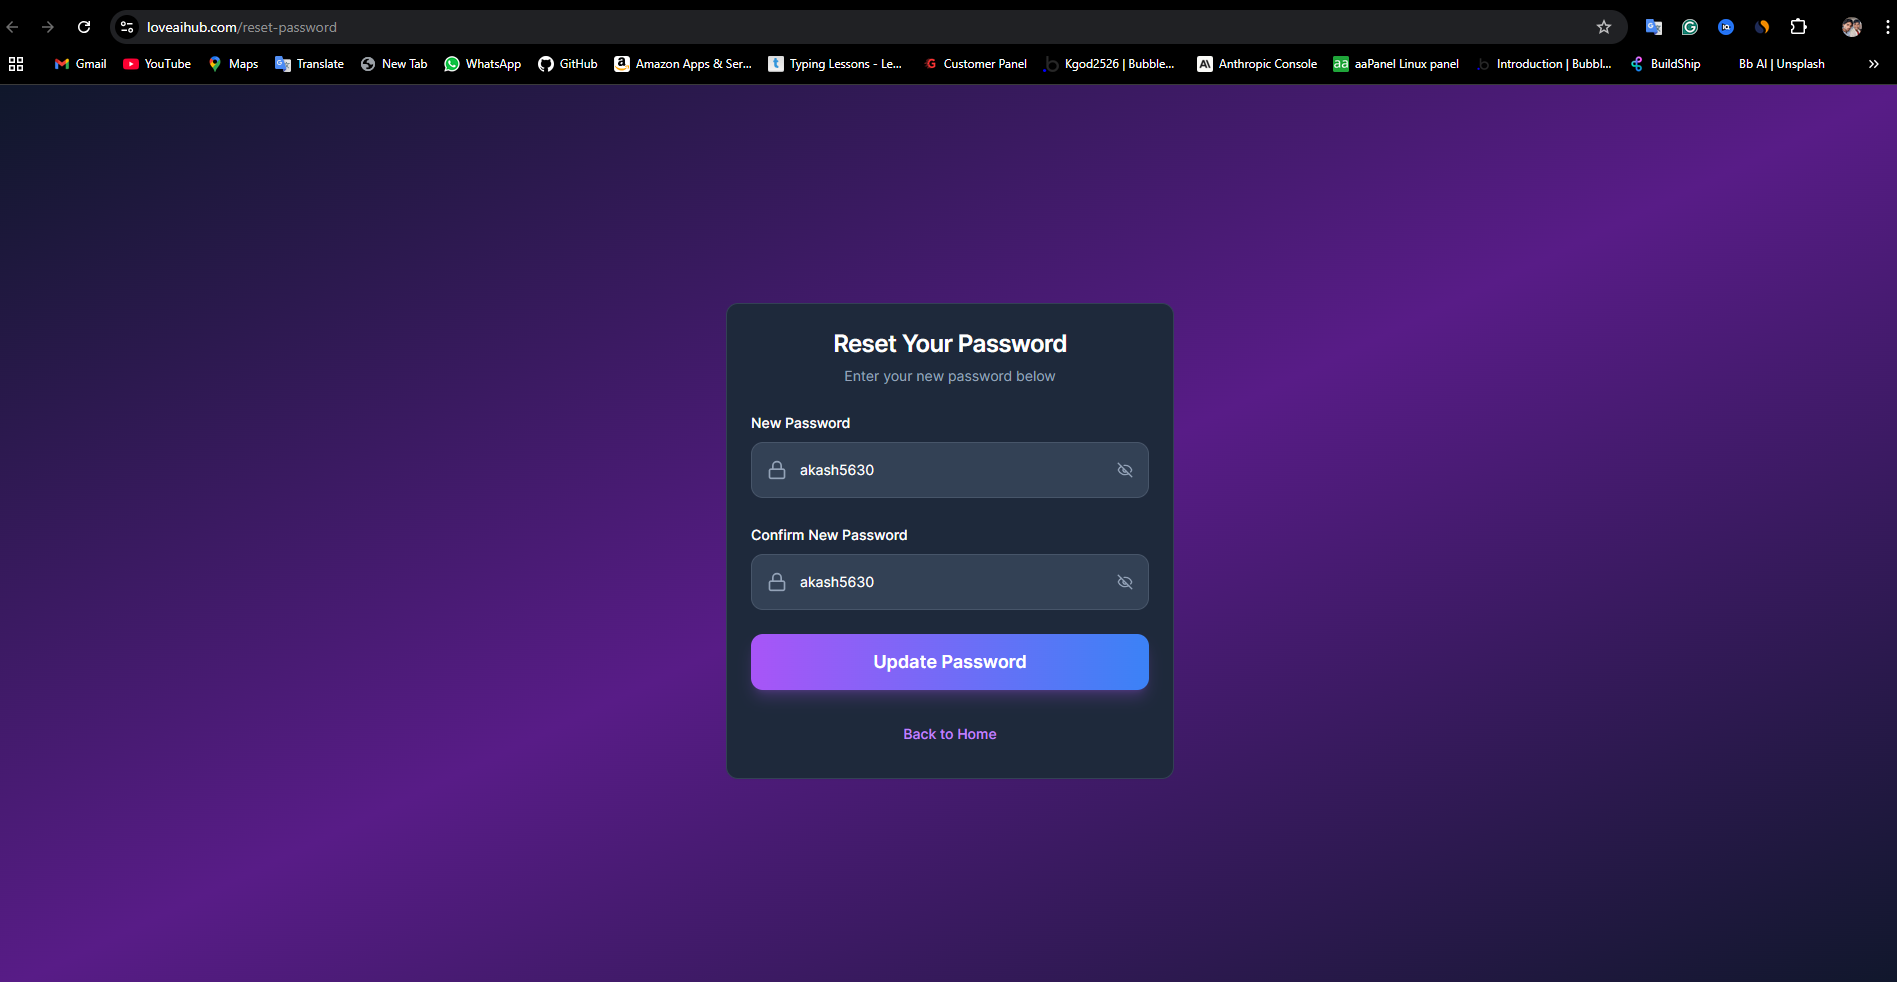 loveaihub.com/reset-password
Gmail YouTube Maps Translate New Tab WhatsApp GitHub Amazon Apps & Ser... Typing Lessons - Le... Customer Panel Kgod2526 | Bubble... Anthropic Console aaPanel Linux panel Introduction | Bubbl... BuildShip Bb AI | Unsplash
Reset Your Password
Enter your new password below
New Password
akash5630
Confirm New Password
akash5630
Update Password
Back to Home